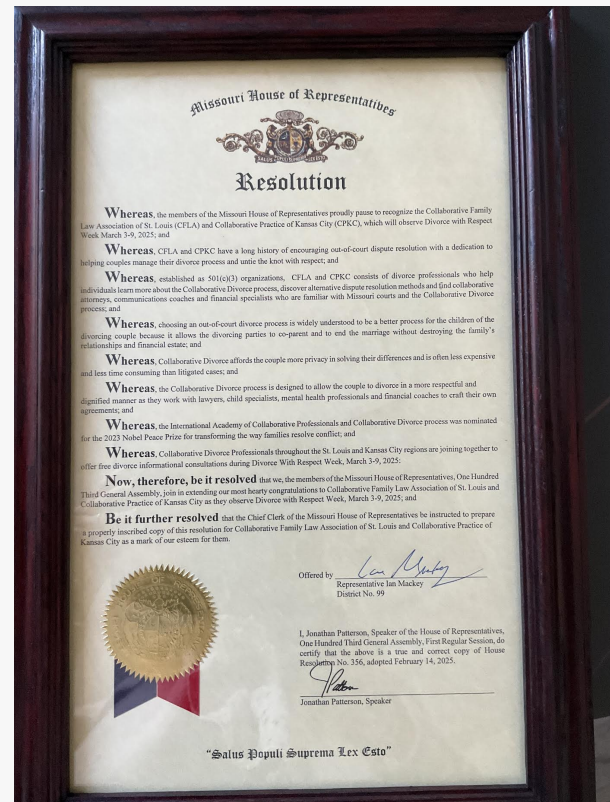 Missouri House of Representatives
Resolution
Whereas, the members of the Missouri House of Representatives proudly pause to recognize the Collaborative Family
Law Association of St. Louis (CFLA) and Collaborative Practice of Kansas City (CPKC), which will observe Divorce with Respect
Week March 3-9, 2025; and
Whereas, CFLA and CPKC have a long history of encouraging out-of-court dispute resolution with a dedication to
helping couples manage their divorce process and untie the knot with respect; and
Whereas, established as 501(c)(3) organizations, CFLA and CPKC consists of divorce professionals who help
individuals learn more about the Collaborative Divorce process, discover alternative dispute resolution methods and find collaborative
attorneys, communications coaches and financial specialists who are familiar with Missouri courts and the Collaborative Divorce
process; and
Whereas, choosing an out-of-court divorce process is widely understood to be a better process for the children of the
divorcing couple because it allows the divorcing parties to co-parent and to end the marriage without destroying the family's
relationships and financial estate; and
Whereas, Collaborative Divorce affords the couple more privacy in solving their differences and is often less expensive
and less time consuming than litigated cases; and
Whereas, the Collaborative Divorce process is designed to allow the couple to divorce in a more respectful and
dignified manner as they work with lawyers, child specialists, mental health professionals and financial coaches to craft their own
agreements; and
Whereas, the International Academy of Collaborative Professionals and Collaborative Divorce process was nominated
for the 2023 Nobel Peace Prize for transforming the way families resolve conflict; and
Whereas, Collaborative Divorce Professionals throughout the St. Louis and Kansas City regions are joining together to
offer free divorce informational consultations during Divorce With Respect Week, March 3-9, 2025:
Now, therefore, be it resolved that we, the members of the Missouri House of Representatives, One Hundred
Third General Assembly, join in extending our most hearty congratulations to Collaborative Family Law Association of St. Louis and
Collaborative Practice of Kansas City as they observe Divorce with Respect Week, March 3-9, 2025; and
Be it further resolved that the Chief Clerk of the Missouri House of Representatives be instructed to prepare
a properly inscribed copy of this resolution for Collaborative Family Law Association of St. Louis and Collaborative Practice of
Kansas City as a mark of our esteem for them.
Offered by Ian Mackey
Representative Ian Mackey
District No. 99
I, Jonathan Patterson, Speaker of the House of Representatives,
One Hundred Third General Assembly, First Regular Session, do
certify that the above is a true and correct copy of House
Resolution No. 356, adopted February 14, 2025.
JPatterson
Jonathan Patterson, Speaker
"Salus Populi Suprema Lex Esto"